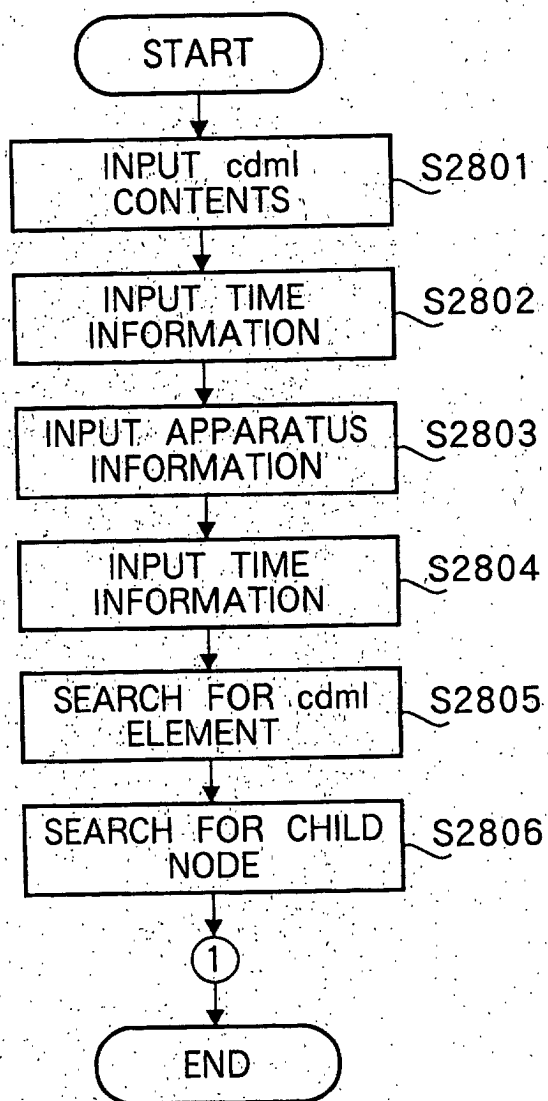 START
INPUT cdml
CONTENTS
S2801
INPUT TIME
INFORMATION
S2802
INPUT APPARATUS
INFORMATION
S2803
INPUT TIME
INFORMATION
S2804
SEARCH FOR cdml
ELEMENT
S2805
SEARCH FOR CHILD
NODE
S2806
1
END